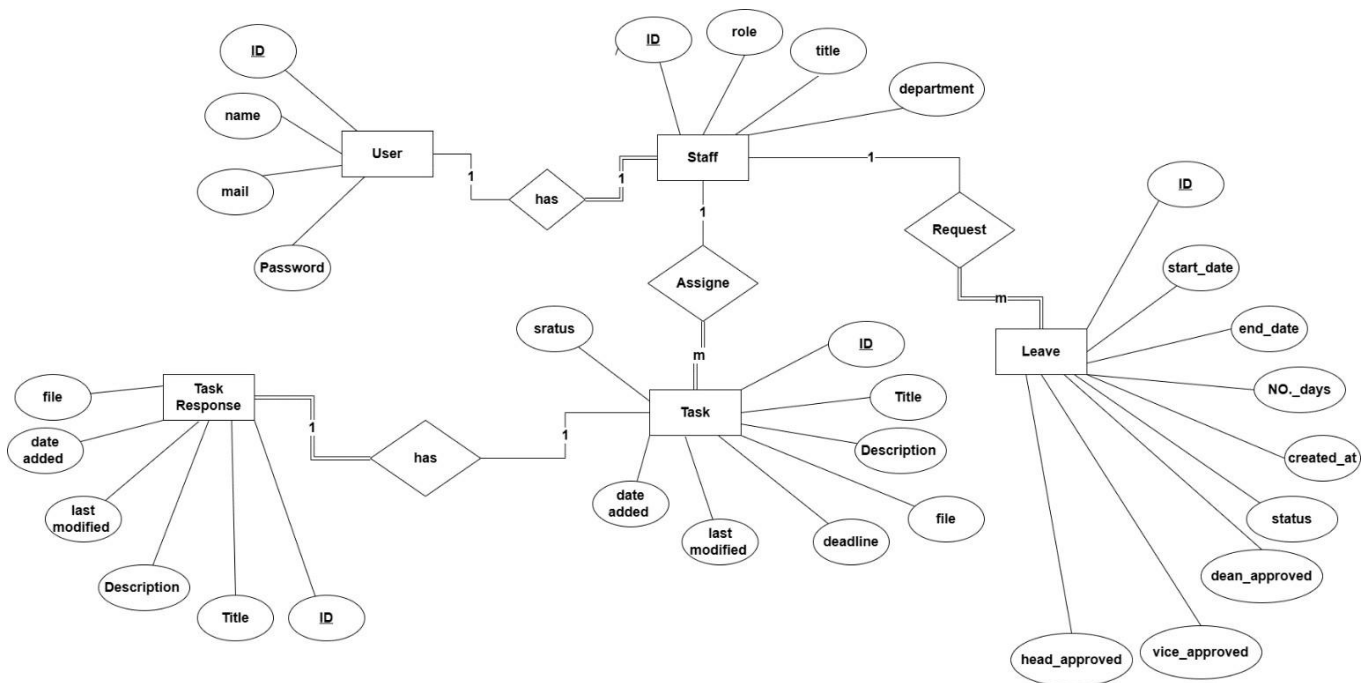 ID
name
mail
Password
User
1
has
1
ID
role
title
department
Staff
1
Request
m
1
Assigne
m
ID
start_date
end_date
NO._days
created_at
status
dean_approved
vice_approved
head_approved
Leave
sratus
ID
Title
Description
file
deadline
last
modified
date
added
Task
1
has
1
Task
Response
file
date
added
last
modified
Description
Title
ID